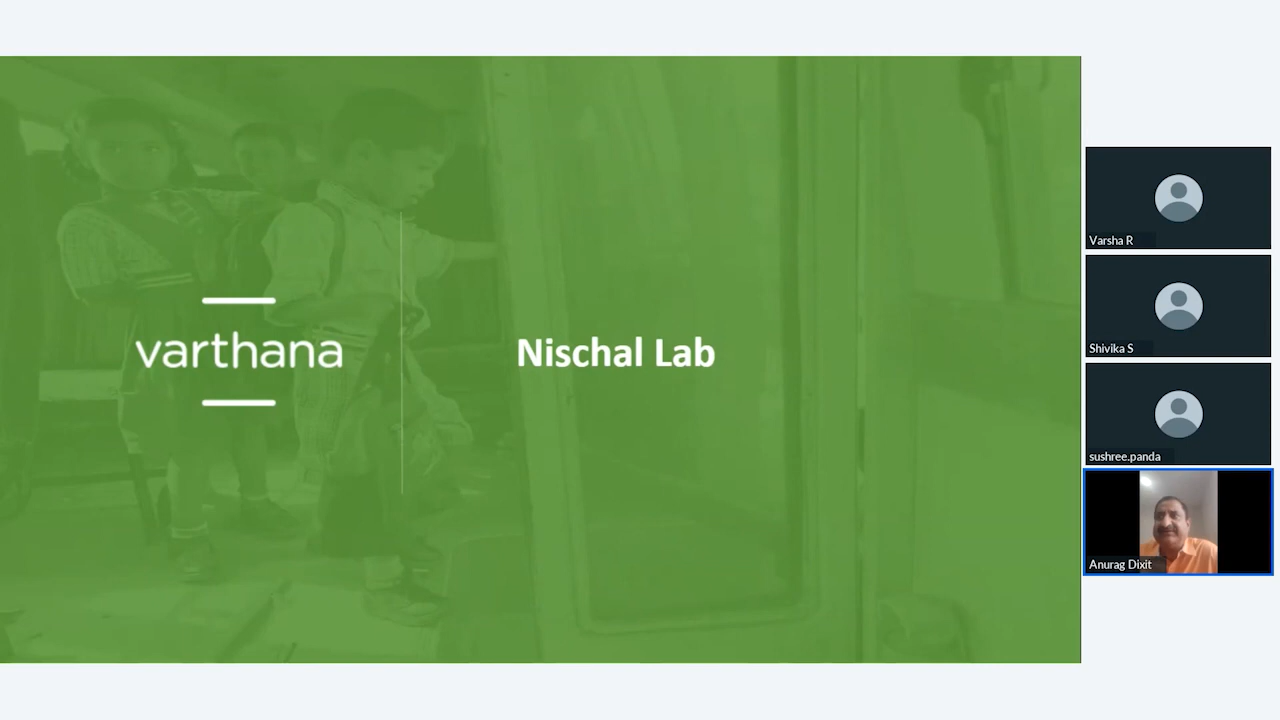 varthana
Nischal Lab
Varsha R
Shivika S
sushree.panda
Anurag Dixit